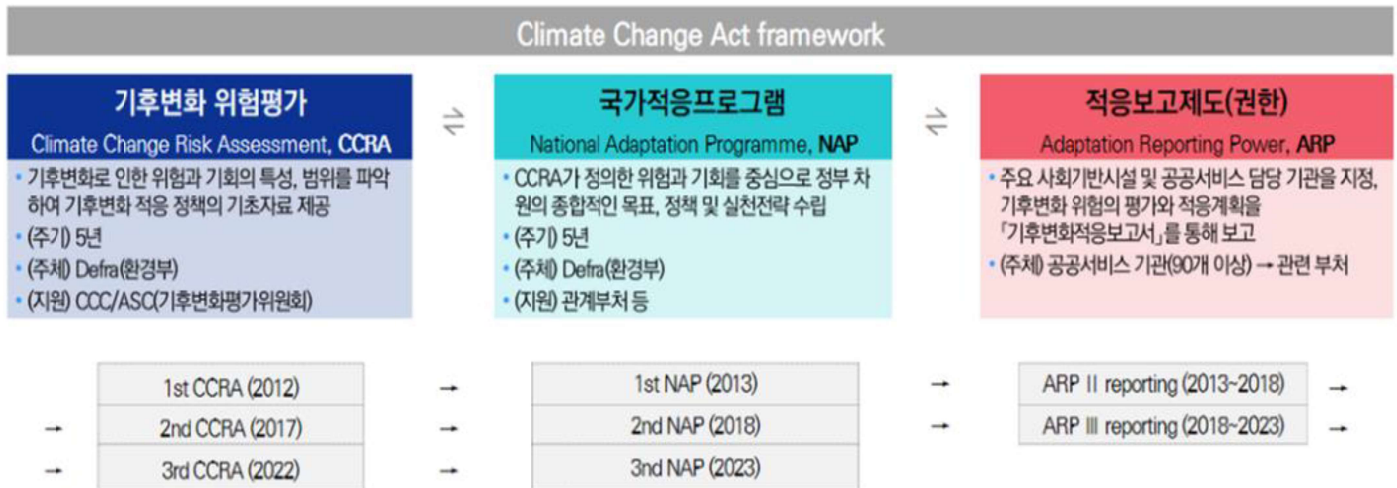 Climate Change Act framework
기후변화 위험평가
Climate Change Risk Assessment, CCRA
• 기후변화로 인한 위험과 기회의 특성, 범위를 파악
하여 기후변화 적응 정책의 기초자료 제공
• (주기) 5년
• (주체) Defra(환경부)
• (지원) CCC/ASC(기후변화평가위원회)
⇌
국가적응프로그램
National Adaptation Programme, NAP
• CCRA가 정의한 위험과 기회를 중심으로 정부 차
원의 종합적인 목표, 정책 및 실천전략 수립
• (주기) 5년
• (주체) Defra(환경부)
• (지원) 관계부처 등
⇌
적응보고제도(권한)
Adaptation Reporting Power, ARP
• 주요 사회기반시설 및 공공서비스 담당 기관을 지정,
기후변화 위험의 평가와 적응계획을
「기후변화적응보고서」를 통해 보고
• (주체) 공공서비스 기관(90개 이상) → 관련 부처
1st CCRA (2012) → 1st NAP (2013) → ARP Ⅱ reporting (2013~2018) →
→ 2nd CCRA (2017) → 2nd NAP (2018) → ARP Ⅲ reporting (2018~2023) →
→ 3rd CCRA (2022) → 3nd NAP (2023)